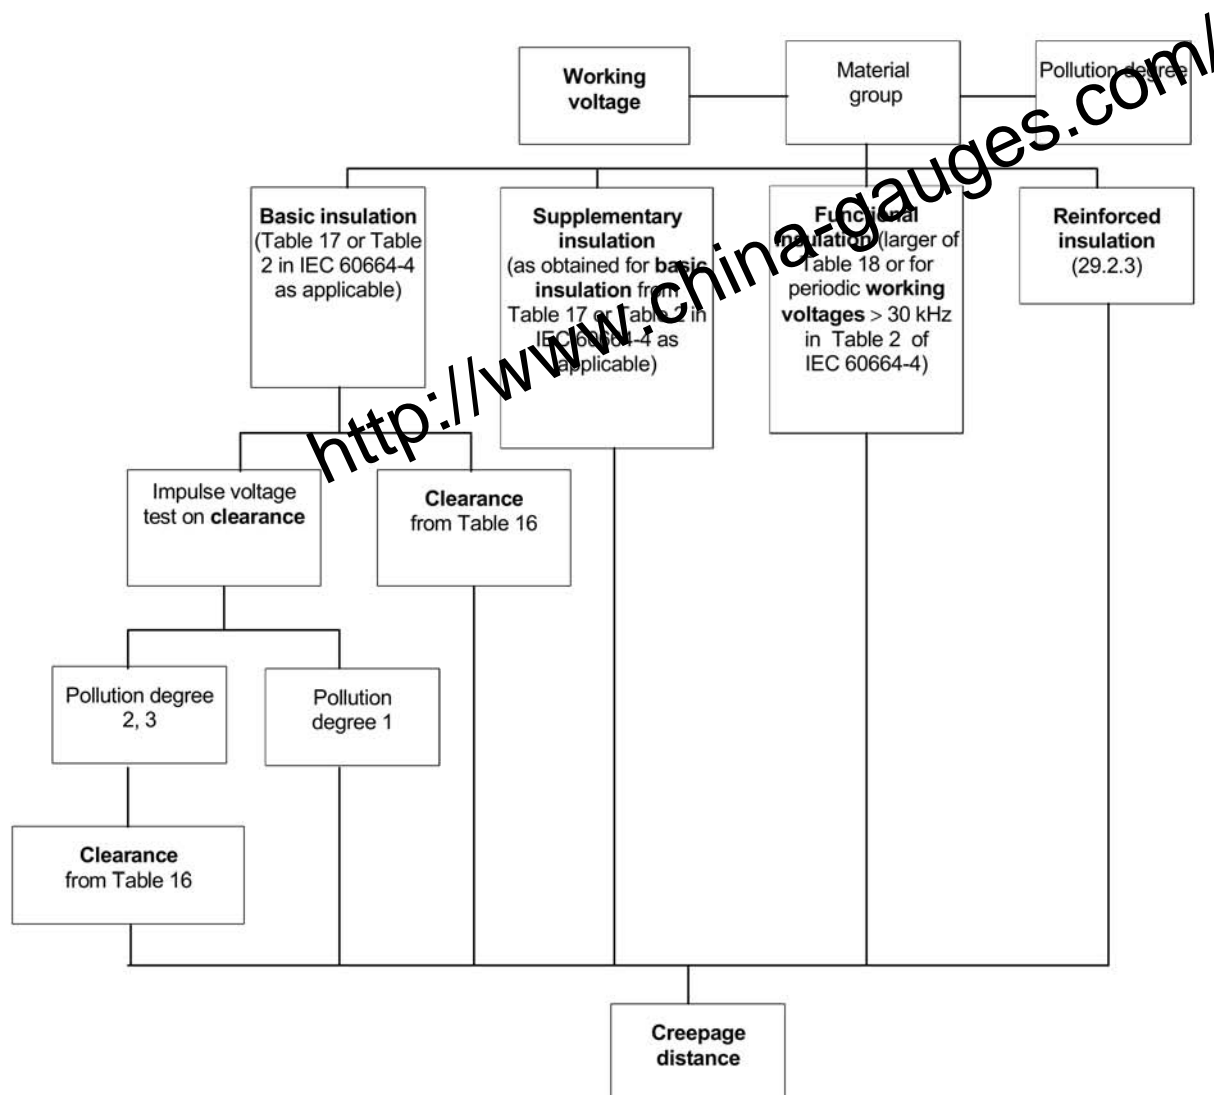 Working
voltage
Material
group
Pollution degree
Basic insulation
(Table 17 or Table
2 in IEC 60664-4
as applicable)
Supplementary
insulation
(as obtained for basic
insulation from
Table 17 or Table 2 in
IEC 60664-4 as
applicable)
Functional
insulation (larger of
Table 18 or for
periodic working
voltages > 30 kHz
in Table 2 of
IEC 60664-4)
Reinforced
insulation
(29.2.3)
Impulse voltage
test on clearance
Clearance
from Table 16
Pollution degree
2, 3
Pollution
degree 1
Clearance
from Table 16
Creepage
distance
http://www.china-gauges.com/